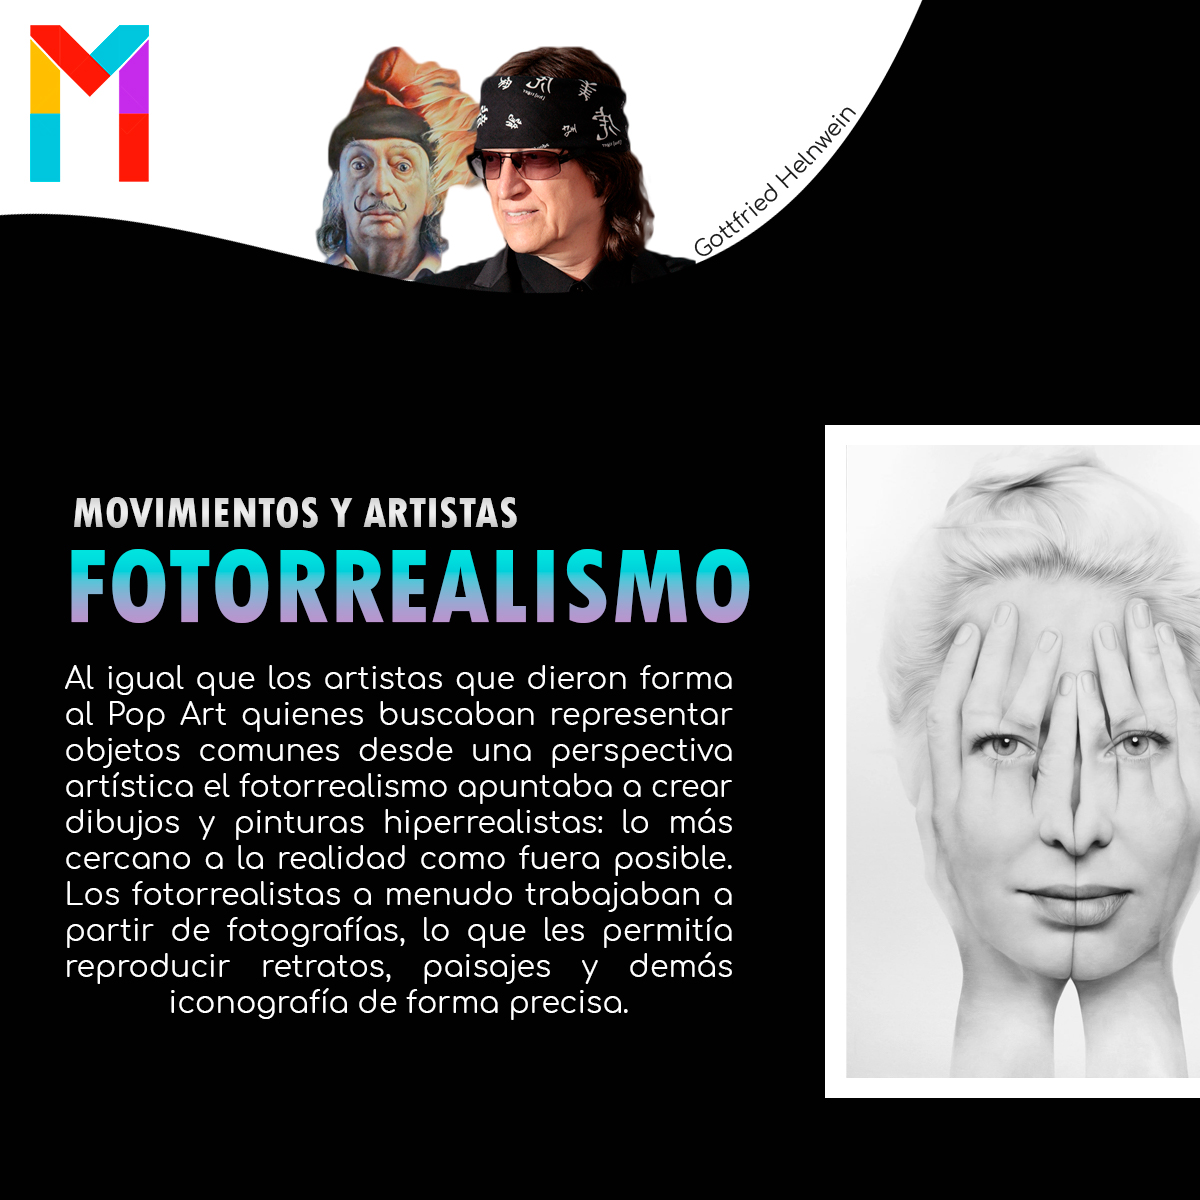 M
Gottfried Helnwein
MOVIMIENTOS Y ARTISTAS
FOTORREALISMO
Al igual que los artistas que dieron forma
al Pop Art quienes buscaban representar
objetos comunes desde una perspectiva
artística el fotorrealismo apuntaba a crear
dibujos y pinturas hiperrealistas: lo más
cercano a la realidad como fuera posible.
Los fotorrealistas a menudo trabajaban a
partir de fotografías, lo que les permitía
reproducir retratos, paisajes y demás
iconografía de forma precisa.